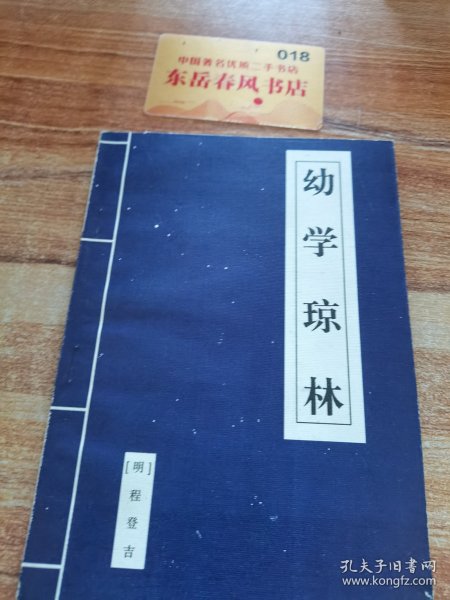 018
中国著名优质二手书店
东岳春风书店
幼学琼林
[明]程登吉
孔夫子旧书网
www.kongfz.com